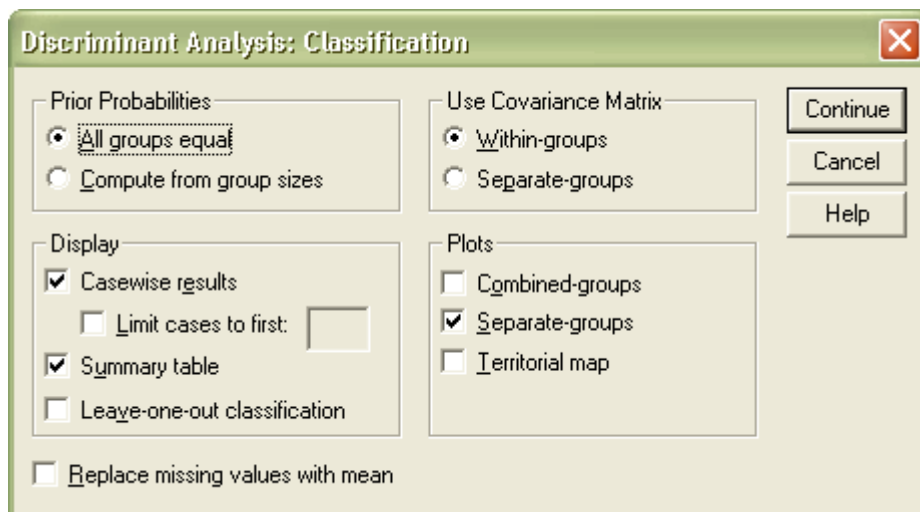 Discriminant Analysis: Classification
Prior Probabilities
All groups equal
Compute from group sizes
Use Covariance Matrix
Within-groups
Separate-groups
Continue
Cancel
Help
Display
Casewise results
Limit cases to first:
Summary table
Leave-one-out classification
Plots
Combined-groups
Separate-groups
Territorial map
Replace missing values with mean